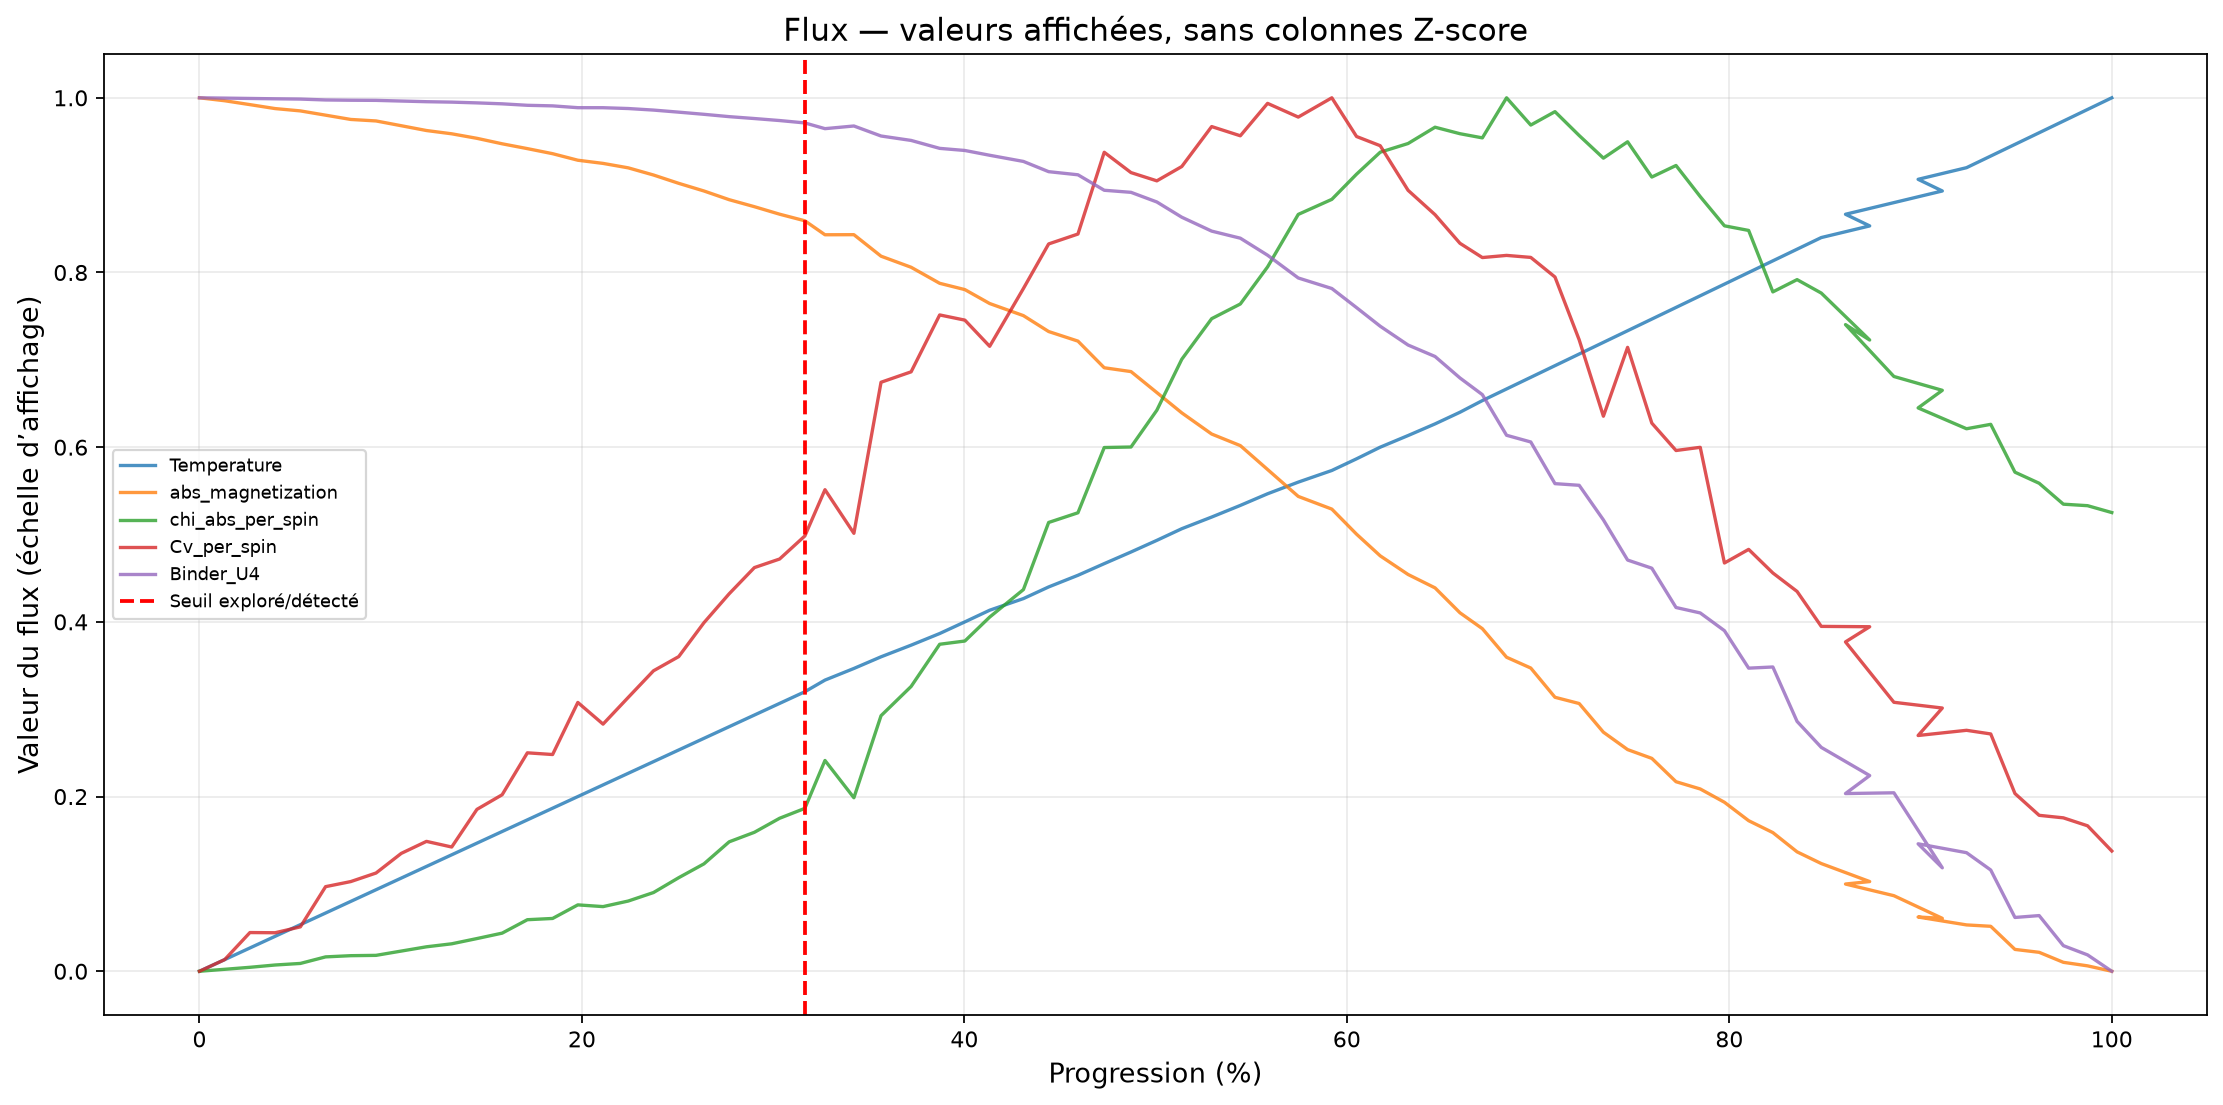 Flux — valeurs affichées, sans colonnes Z-score
Valeur du flux (échelle d’affichage)
1.0
0.8
0.6
0.4
0.2
0.0
Temperature
abs_magnetization
chi_abs_per_spin
Cv_per_spin
Binder_U4
Seuil exploré/détecté
0 20 40 60 80 100
Progression (%)